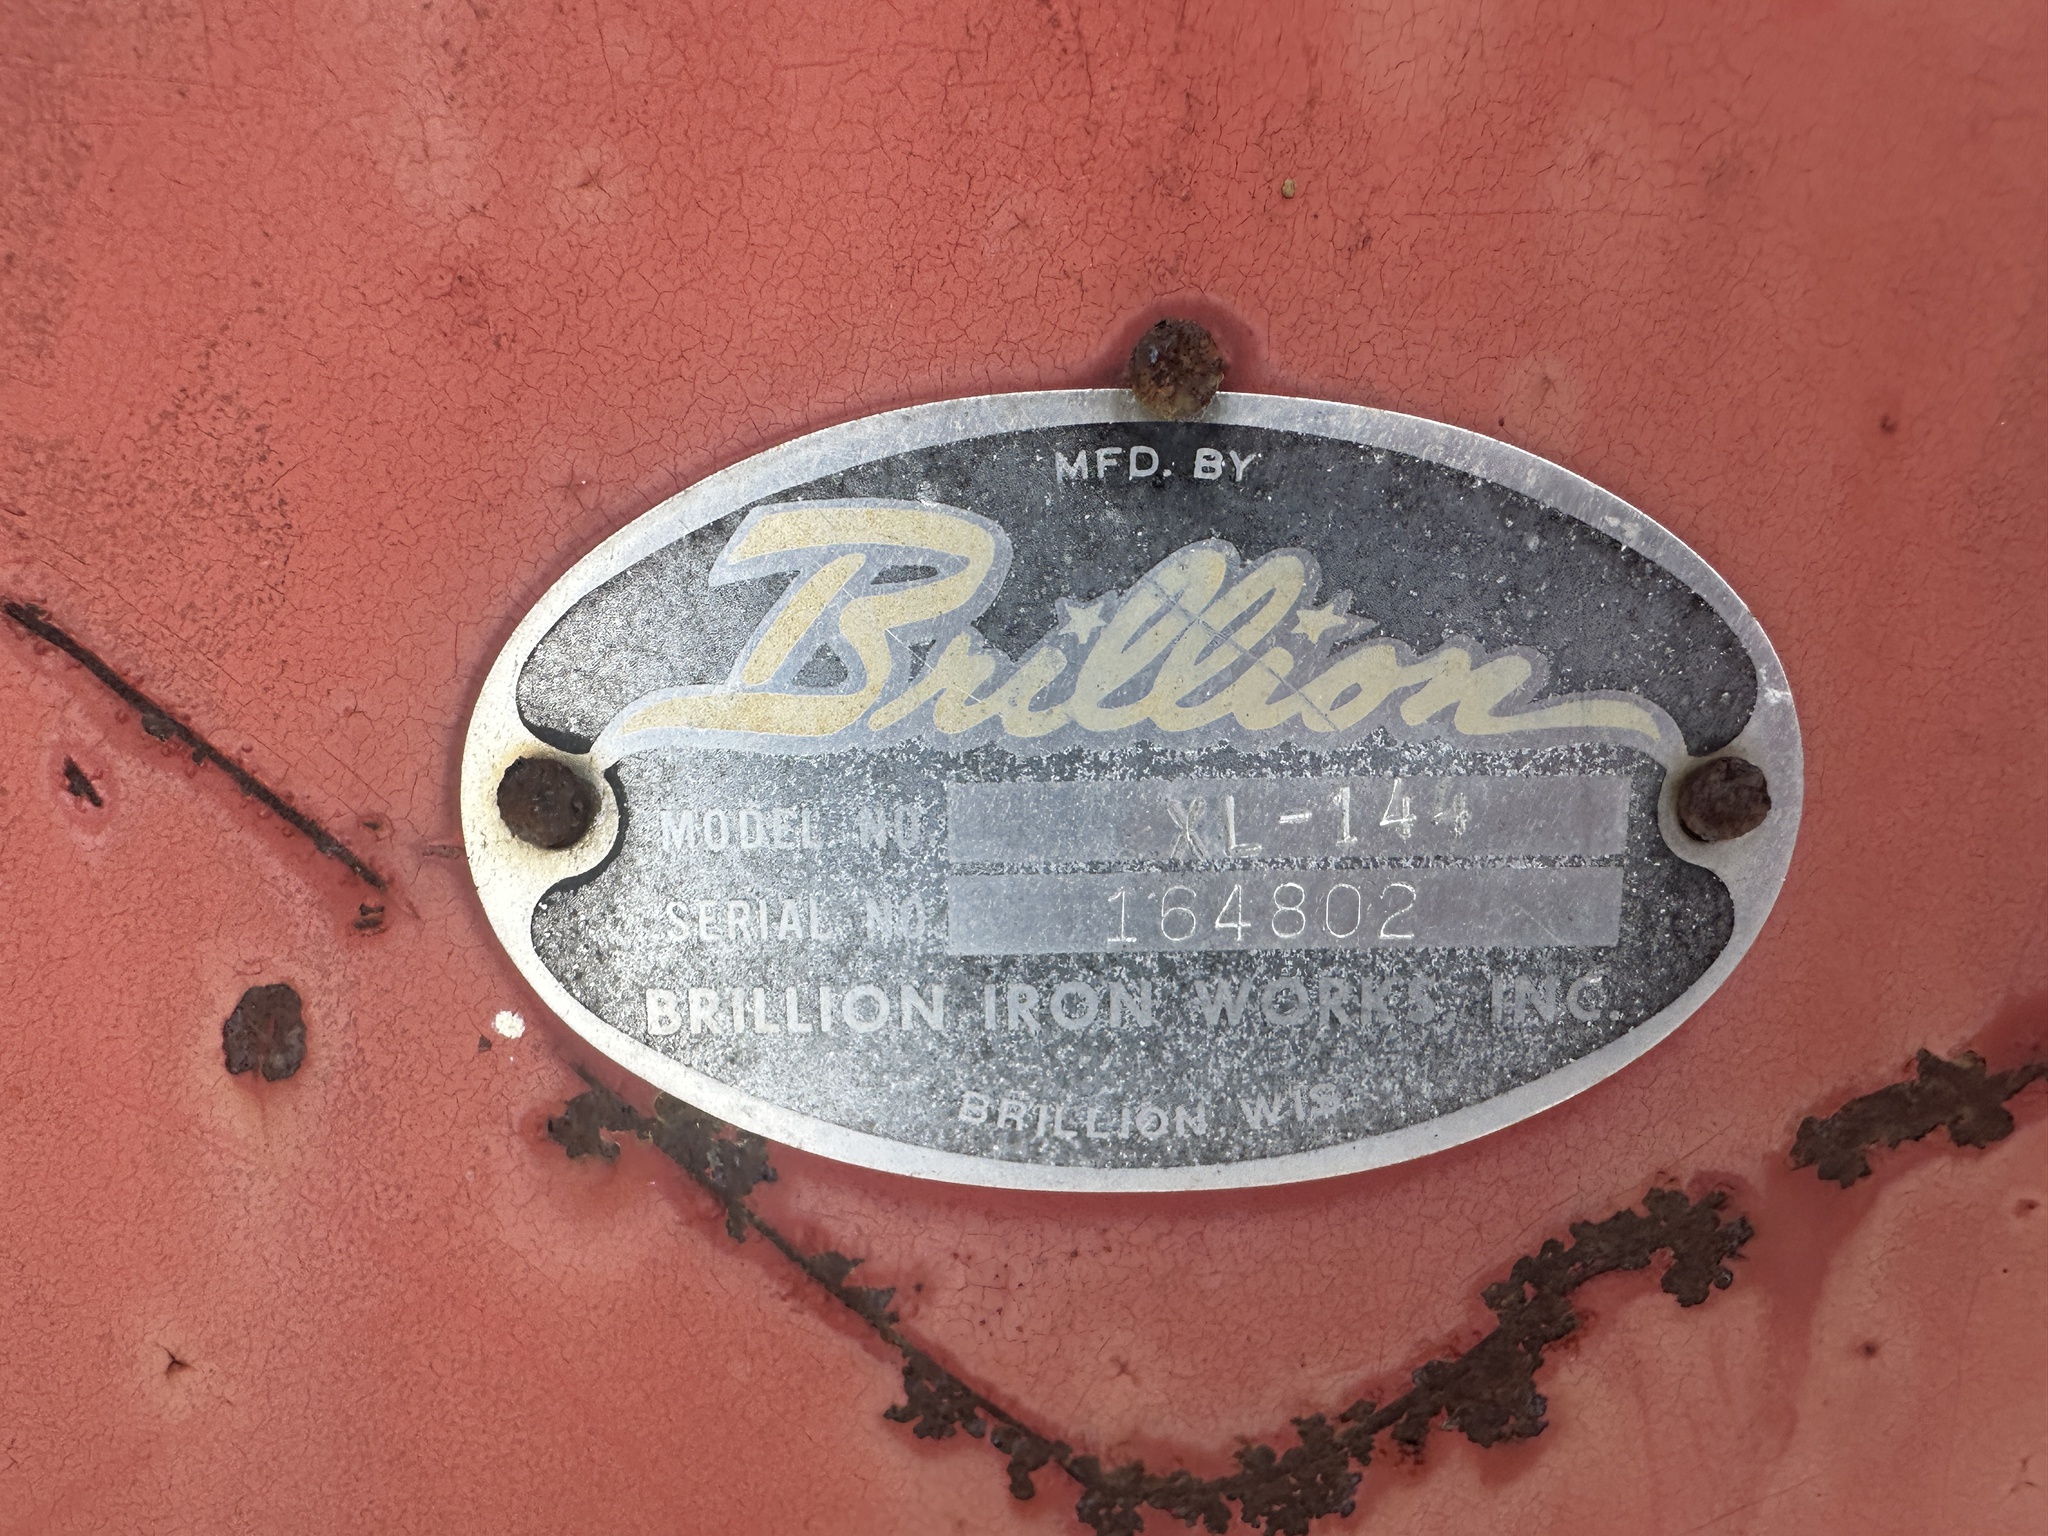 MFD. BY
Brillion
MODEL NO. XL-144
SERIAL NO. 164802
BRILLION IRON WORKS, INC.
BRILLION, WIS.